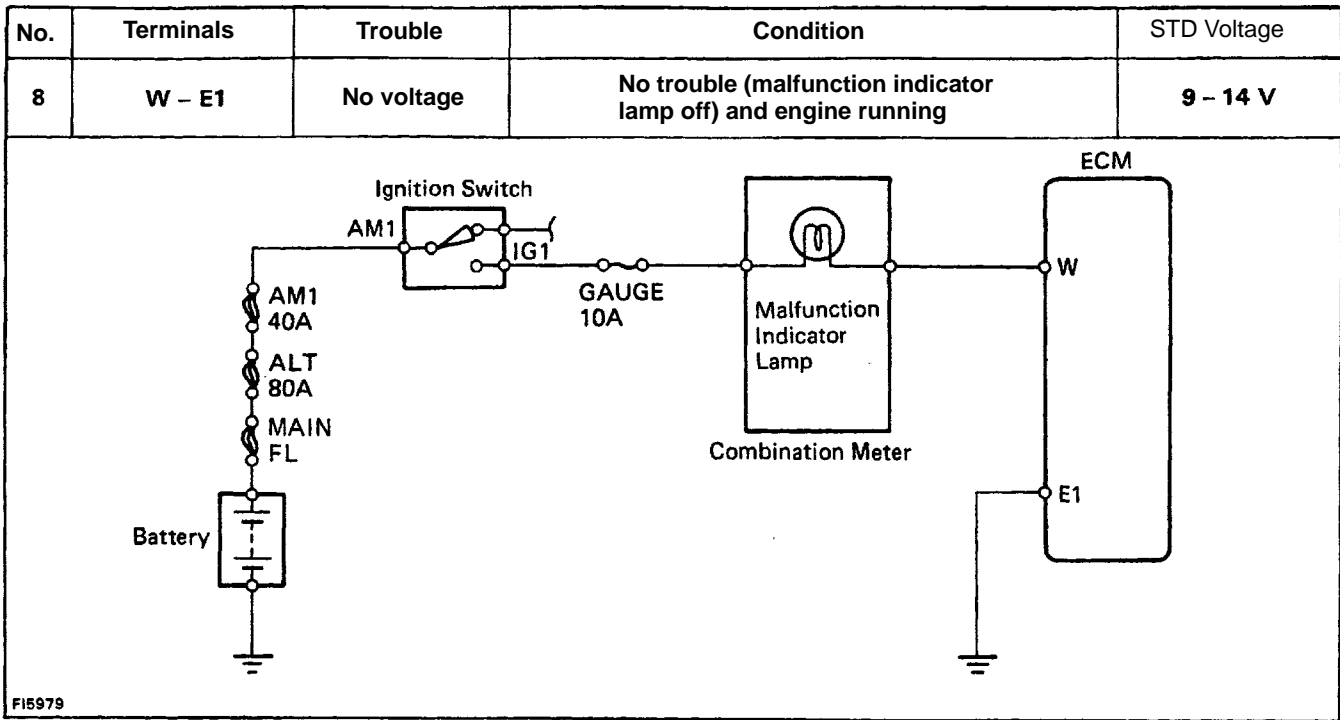 No. Terminals Trouble Condition STD Voltage
8 W – E1 No voltage No trouble (malfunction indicator
lamp off) and engine running 9 – 14 V
ECM
Ignition Switch
AM1
IG1
W
AM1
40A
GAUGE
10A
Malfunction
Indicator
Lamp
ALT
80A
MAIN
FL
Combination Meter
E1
Battery
FI5979